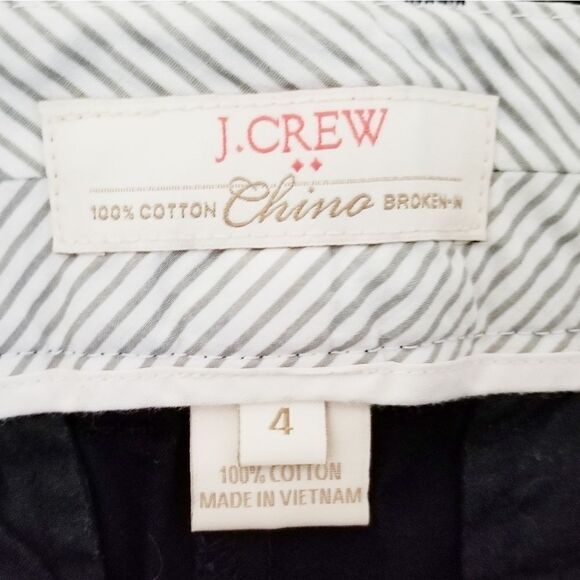 J.CREW
100% COTTON Chino BROKEN-IN
4
100% COTTON
MADE IN VIETNAM